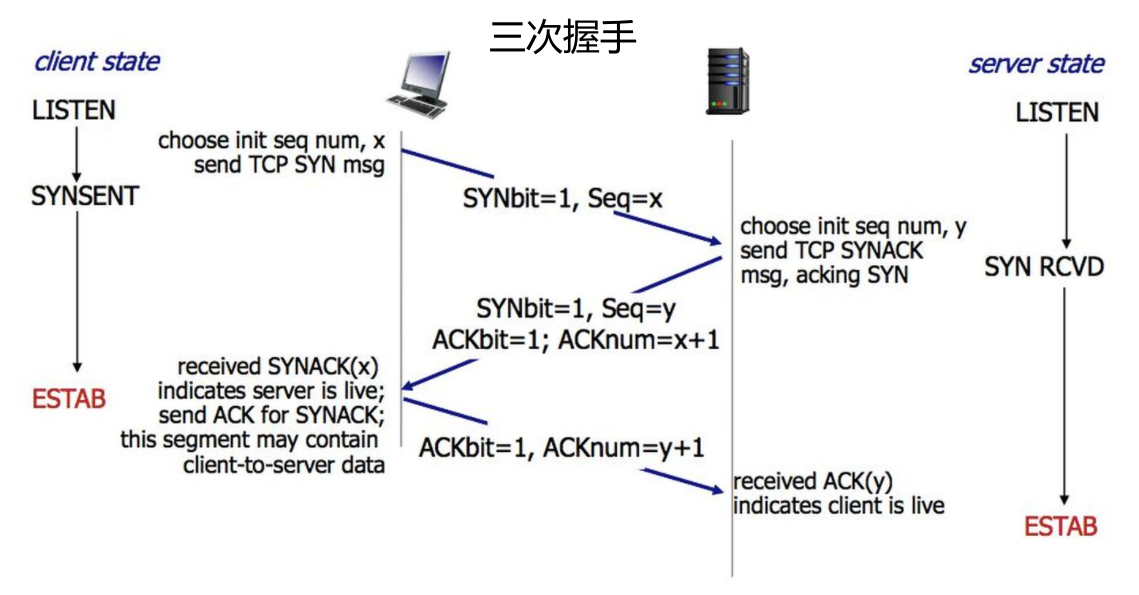 三次握手
client state
server state
LISTEN
LISTEN
choose init seq num, x
send TCP SYN msg
SYNSENT
SYNbit=1, Seq=x
choose init seq num, y
send TCP SYNACK
msg, acking SYN
SYN RCVD
SYNbit=1, Seq=y
ACKbit=1; ACKnum=x+1
received SYNACK(x)
indicates server is live;
send ACK for SYNACK;
this segment may contain
client-to-server data
ESTAB
ACKbit=1, ACKnum=y+1
received ACK(y)
indicates client is live
ESTAB